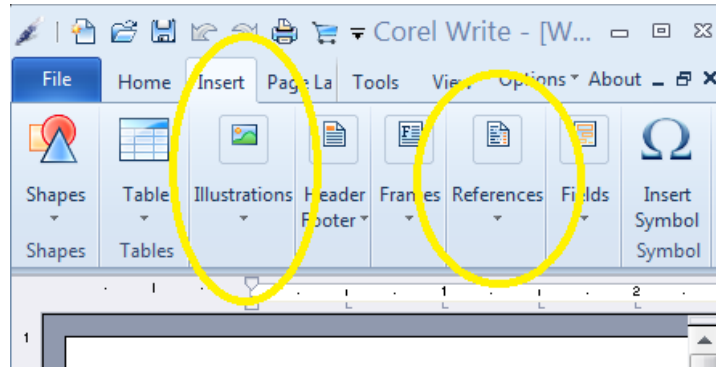 Corel Write - [W...
File Home Insert Page La Tools View Options About
Shapes Table Illustrations Header Footer Frames References Fields Insert Symbol
Shapes Tables Symbol
1 2
1